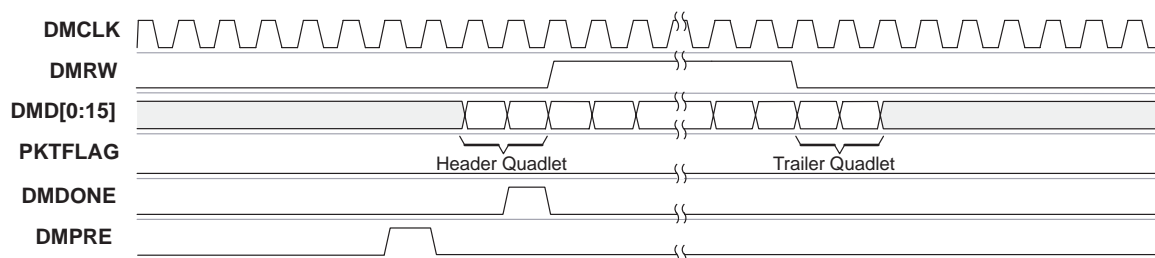 DMCLK
DMRW
DMD[0:15]
PKTFLAG
Header Quadlet
Trailer Quadlet
DMDONE
DMPRE